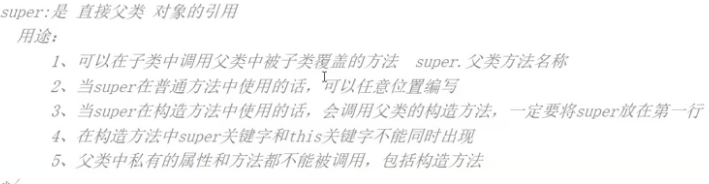 super:是 直接父类 对象的引用
用途：
1、可以在子类中调用父类中被子类覆盖的方法 super.父类方法名称
2、当super在普通方法中使用的话，可以任意位置编写
3、当super在构造方法中使用的话，会调用父类的构造方法，一定要将super放在第一行
4、在构造方法中super关键字和this关键字不能同时出现
5、父类中私有的属性和方法都不能被调用，包括构造方法
*/